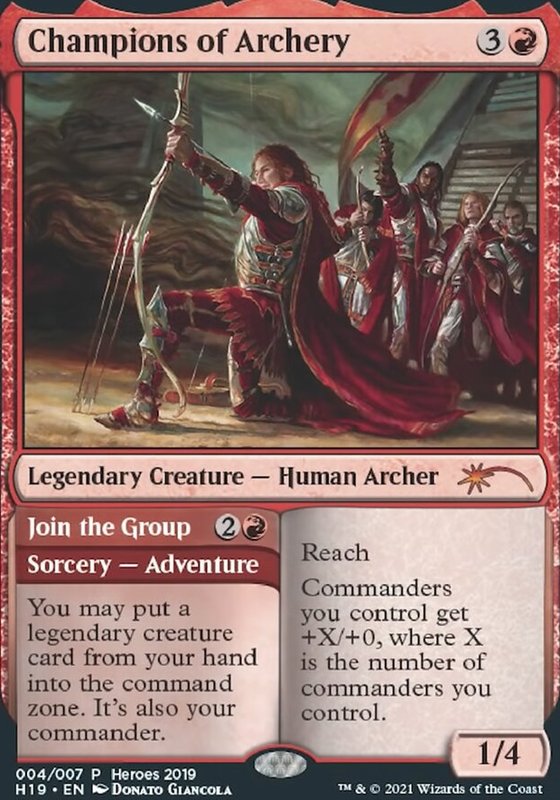 Champions of Archery 3
Legendary Creature — Human Archer
Join the Group 2
Sorcery — Adventure
You may put a
legendary creature
card from your hand
into the command
zone. It's also your
commander.
Reach
Commanders
you control get
+X/+0, where X
is the number of
commanders you
control.
1/4
004/007 P Heroes 2019
H19 • EN Donato Giancola
™ & © 2021 Wizards of the Coast